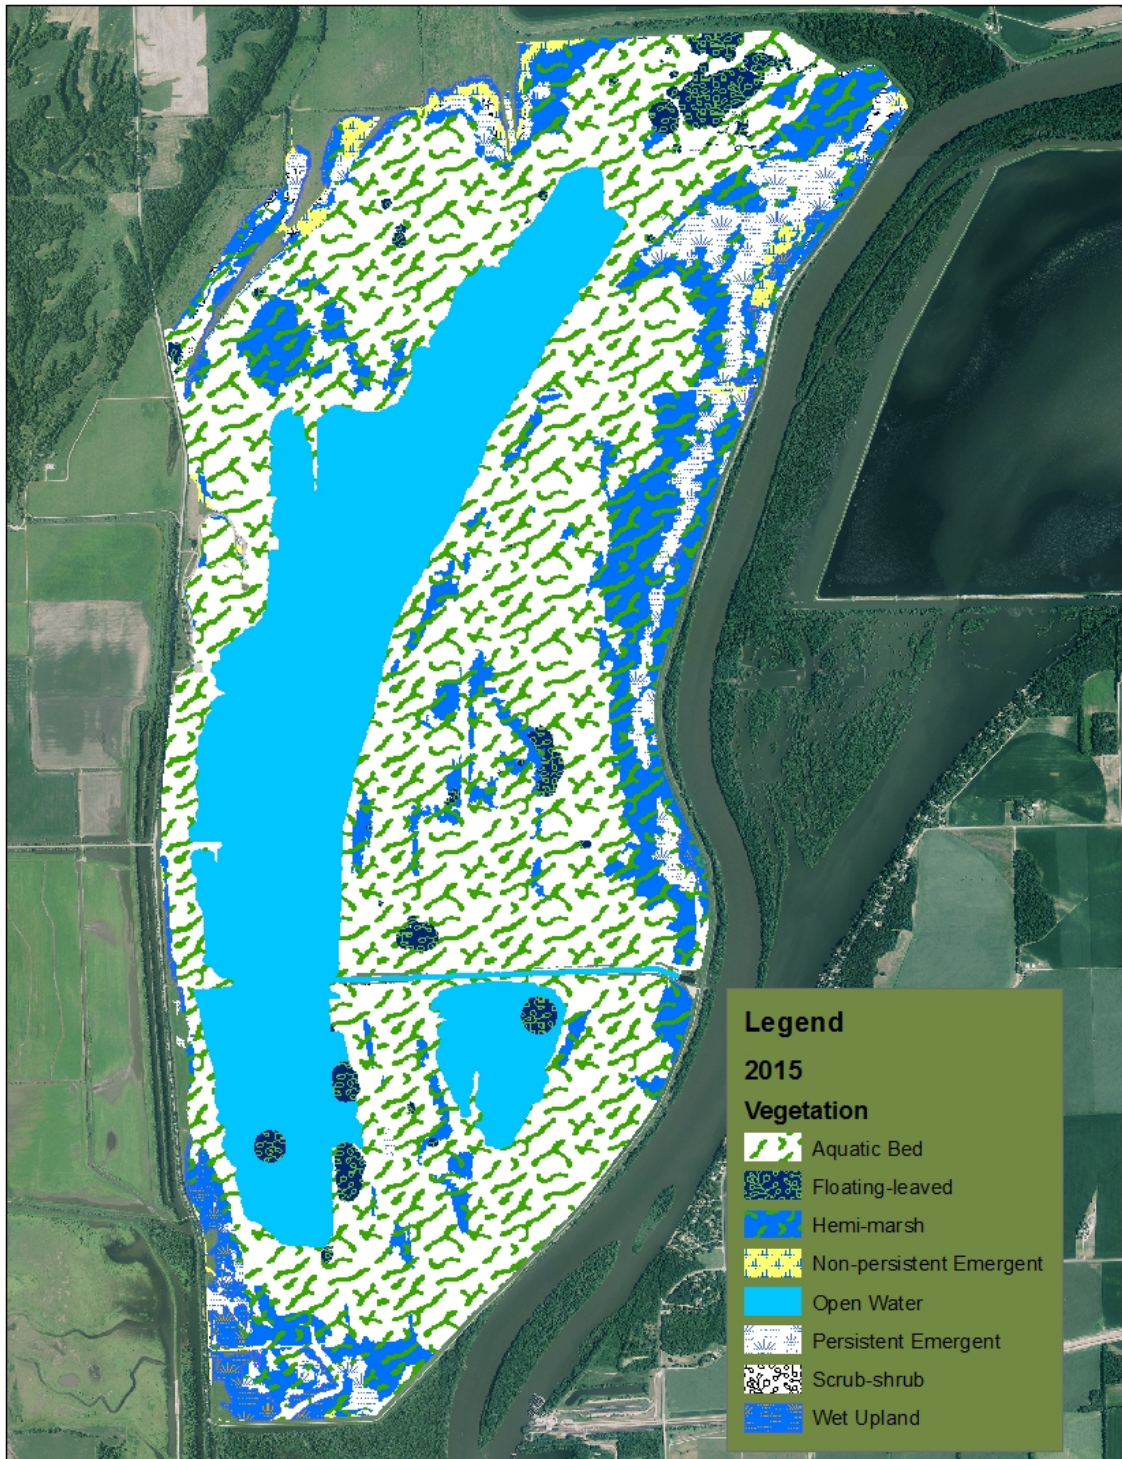 Legend
2015
Vegetation
Aquatic Bed
Floating-leaved
Hemi-marsh
Non-persistent Emergent
Open Water
Persistent Emergent
Scrub-shrub
Wet Upland